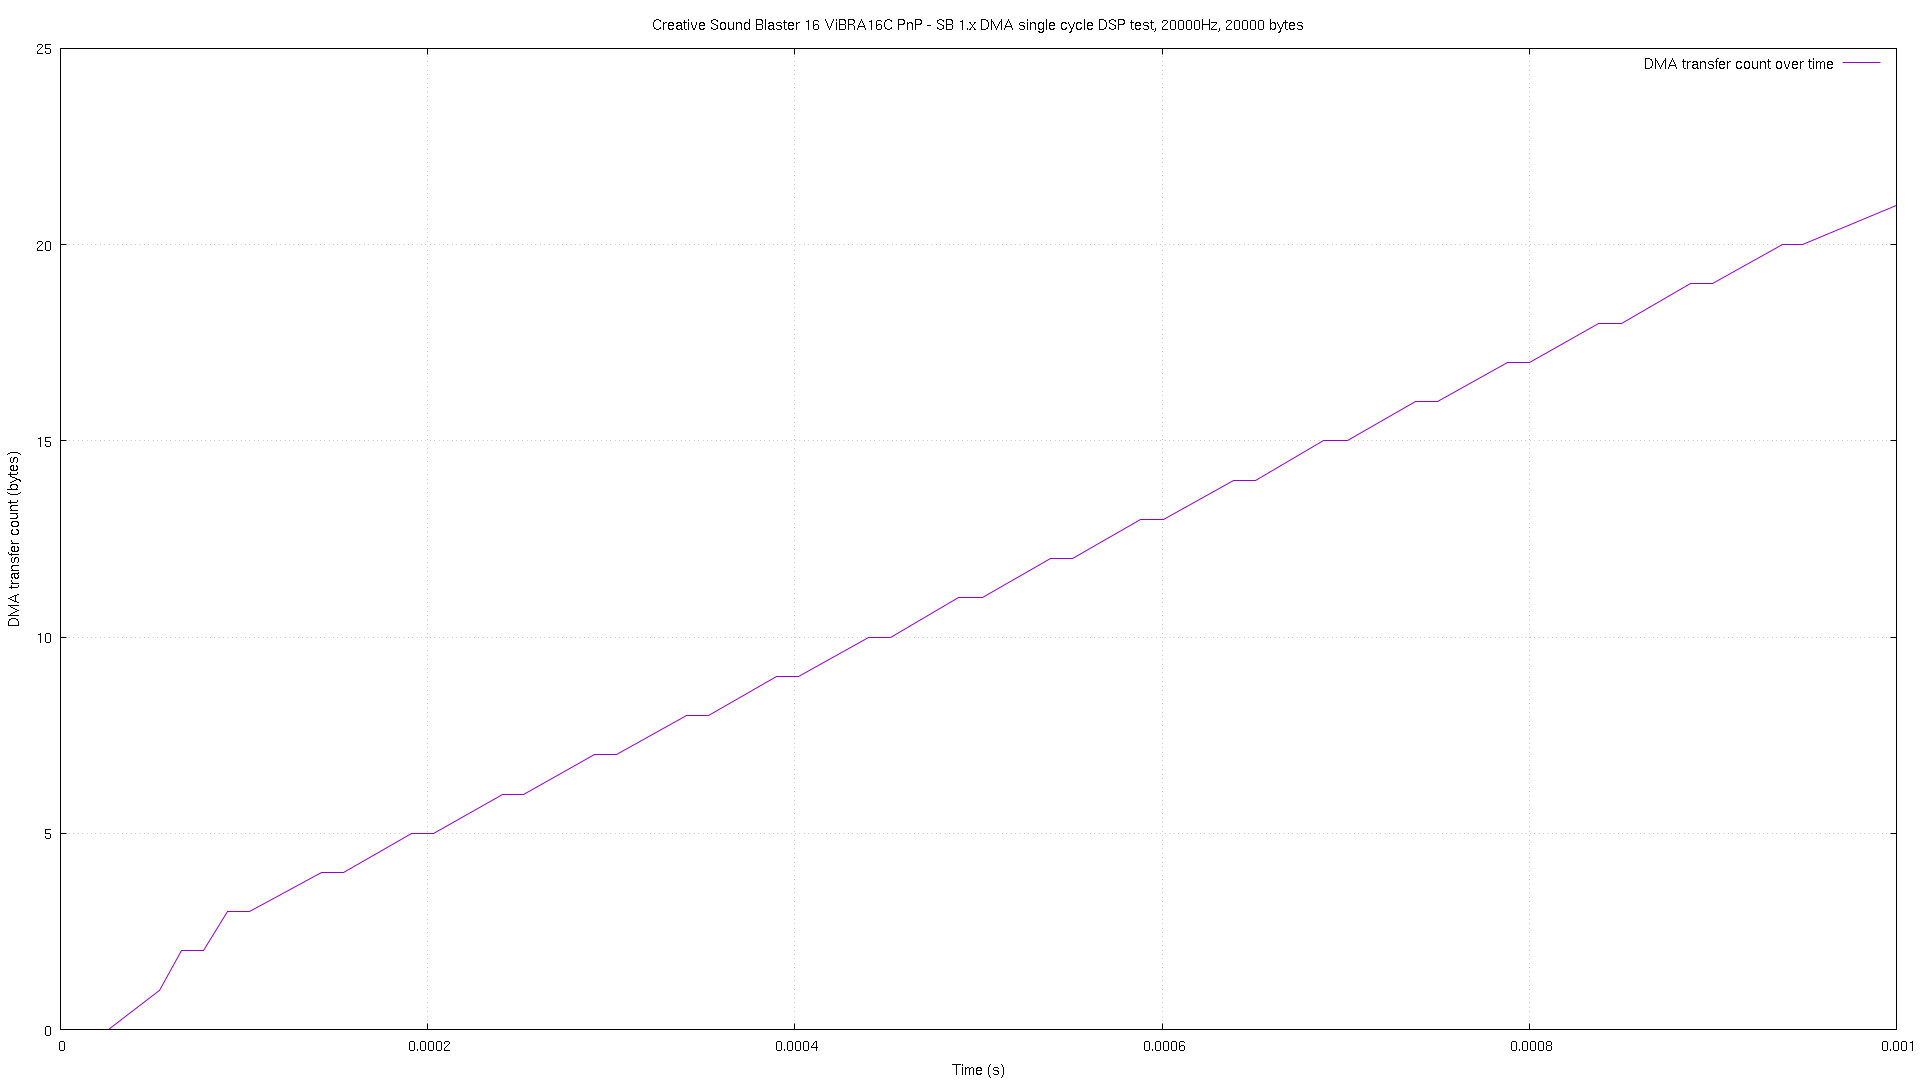 Creative Sound Blaster 16 ViBRA16C PnP - SB 1.x DMA single cycle DSP test, 20000Hz, 20000 bytes
DMA transfer count over time
25
20
15
10
5
0
DMA transfer count (bytes)
0 0.0002 0.0004 0.0006 0.0008 0.001
Time (s)